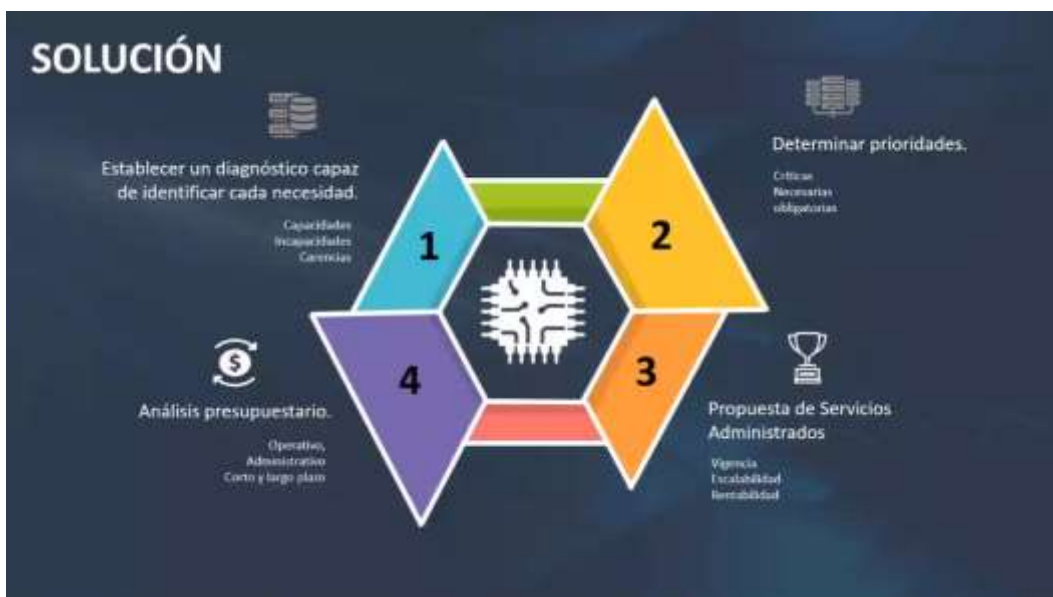 SOLUCIÓN
Establecer un diagnóstico capaz
de identificar cada necesidad.
Capacidades
Incapacidades
Carencias
1
2
Determinar prioridades.
Críticas
Necesarias
obligatorias
4
Análisis presupuestario.
Operativo,
Administrativo
Corto y largo plazo
3
Propuesta de Servicios
Administrados
Vigencia
Escalabilidad
Rentabilidad